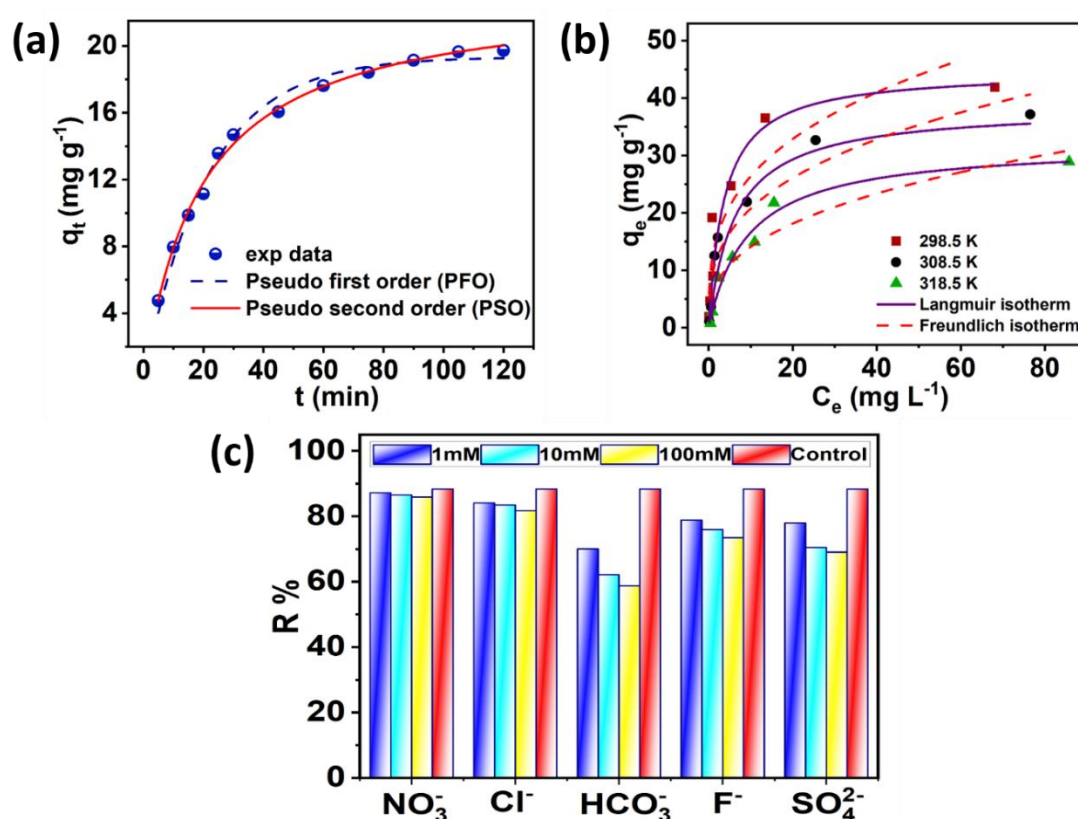 (a)
20
16
12
8
4
qt (mg g⁻¹)
exp data
Pseudo first order (PFO)
Pseudo second order (PSO)
0 20 40 60 80 100 120
t (min)
(b)
50
40
30
20
10
0
qe (mg g⁻¹)
298.5 K
308.5 K
318.5 K
Langmuir isotherm
Freundlich isotherm
0 20 40 60 80
Ce (mg L⁻¹)
(c)
100
80
60
40
20
0
R %
1mM 10mM 100mM Control
NO₃⁻ Cl⁻ HCO₃⁻ F⁻ SO₄²⁻